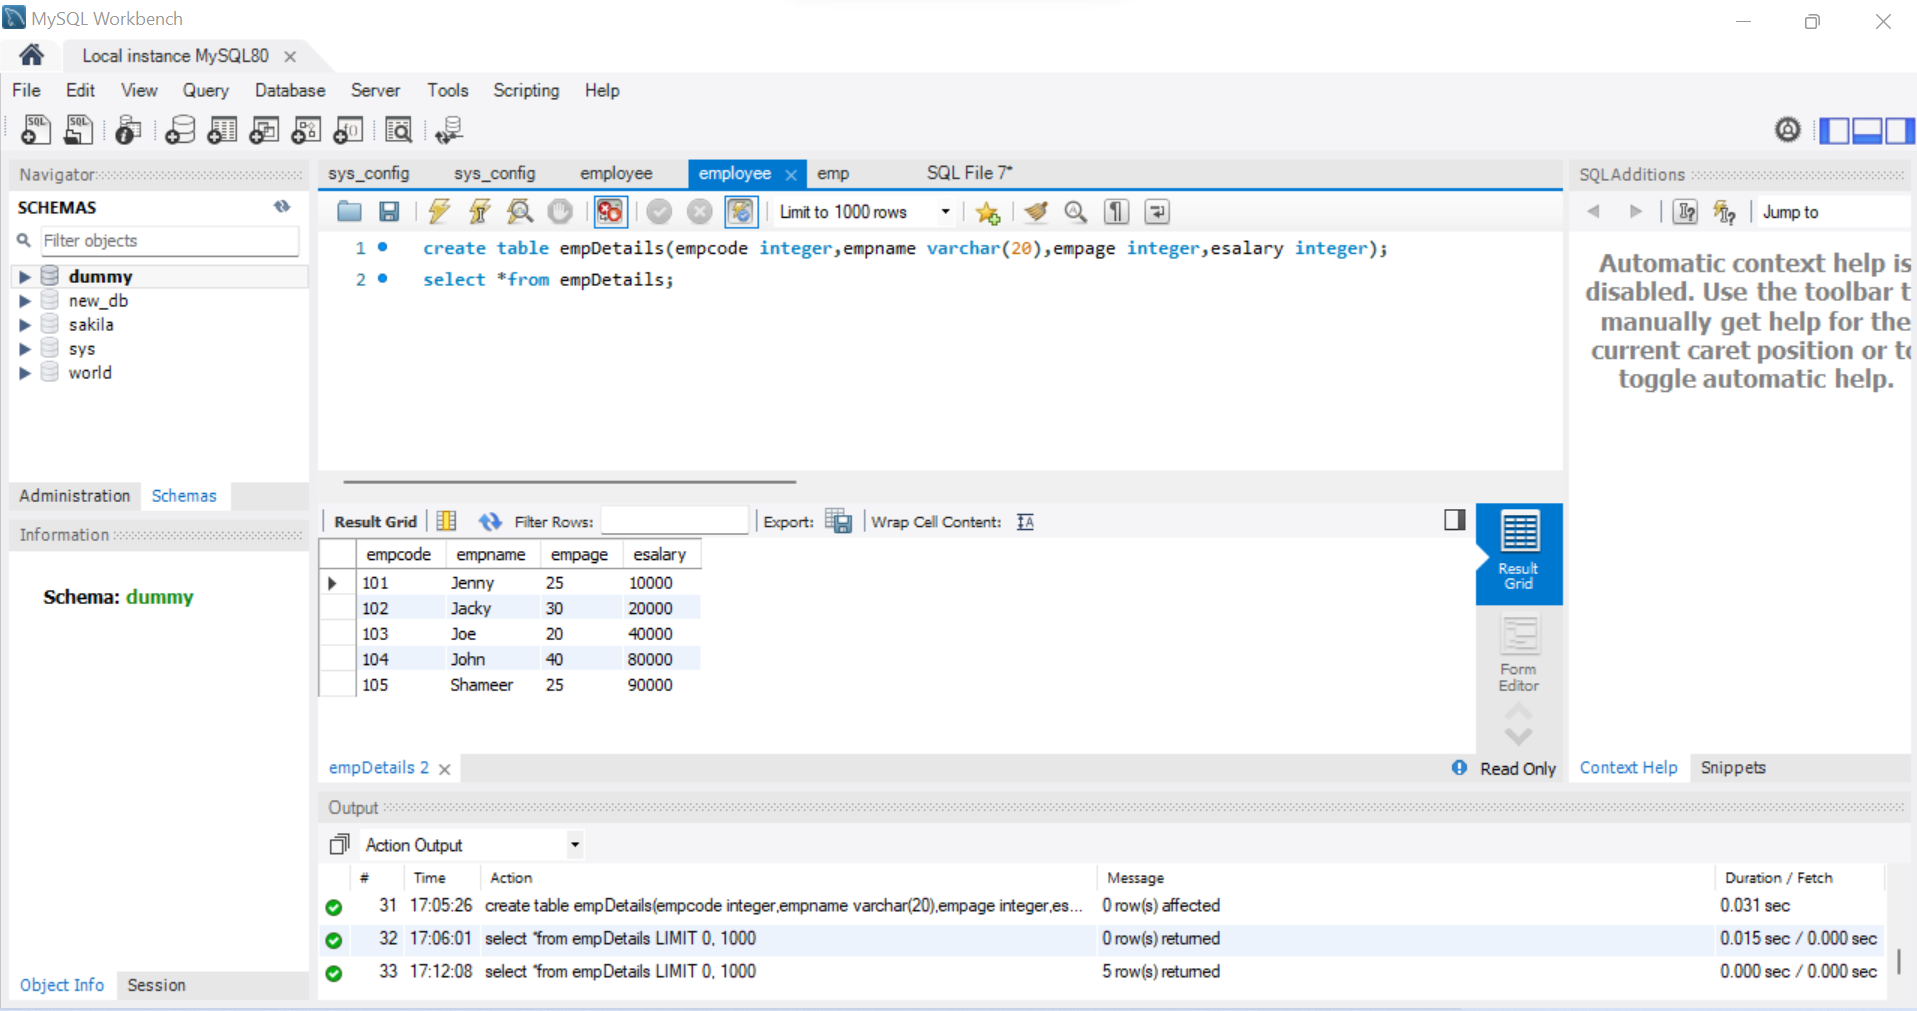 MySQL Workbench
Local instance MySQL80
File Edit View Query Database Server Tools Scripting Help
Navigator
SCHEMAS
Filter objects
dummy
new_db
sakila
sys
world
Administration Schemas
Information
Schema: dummy
Object Info Session
sys_config sys_config employee employee emp SQL File 7*
Limit to 1000 rows
1 create table empDetails(empcode integer,empname varchar(20),empage integer,esalary integer);
2 select *from empDetails;
Result Grid Filter Rows: Export: Wrap Cell Content:
empcode empname empage esalary
101 Jenny 25 10000
102 Jacky 30 20000
103 Joe 20 40000
104 John 40 80000
105 Shameer 25 90000
Result
Grid
Form
Editor
empDetails 2
Read Only
SQLAdditions
Jump to
Automatic context help is
disabled. Use the toolbar t
manually get help for the
current caret position or to
toggle automatic help.
Context Help Snippets
Output
Action Output
# Time Action Message Duration / Fetch
31 17:05:26 create table empDetails(empcode integer,empname varchar(20),empage integer,es... 0 row(s) affected 0.031 sec
32 17:06:01 select *from empDetails LIMIT 0, 1000 0 row(s) returned 0.015 sec / 0.000 sec
33 17:12:08 select *from empDetails LIMIT 0, 1000 5 row(s) returned 0.000 sec / 0.000 sec